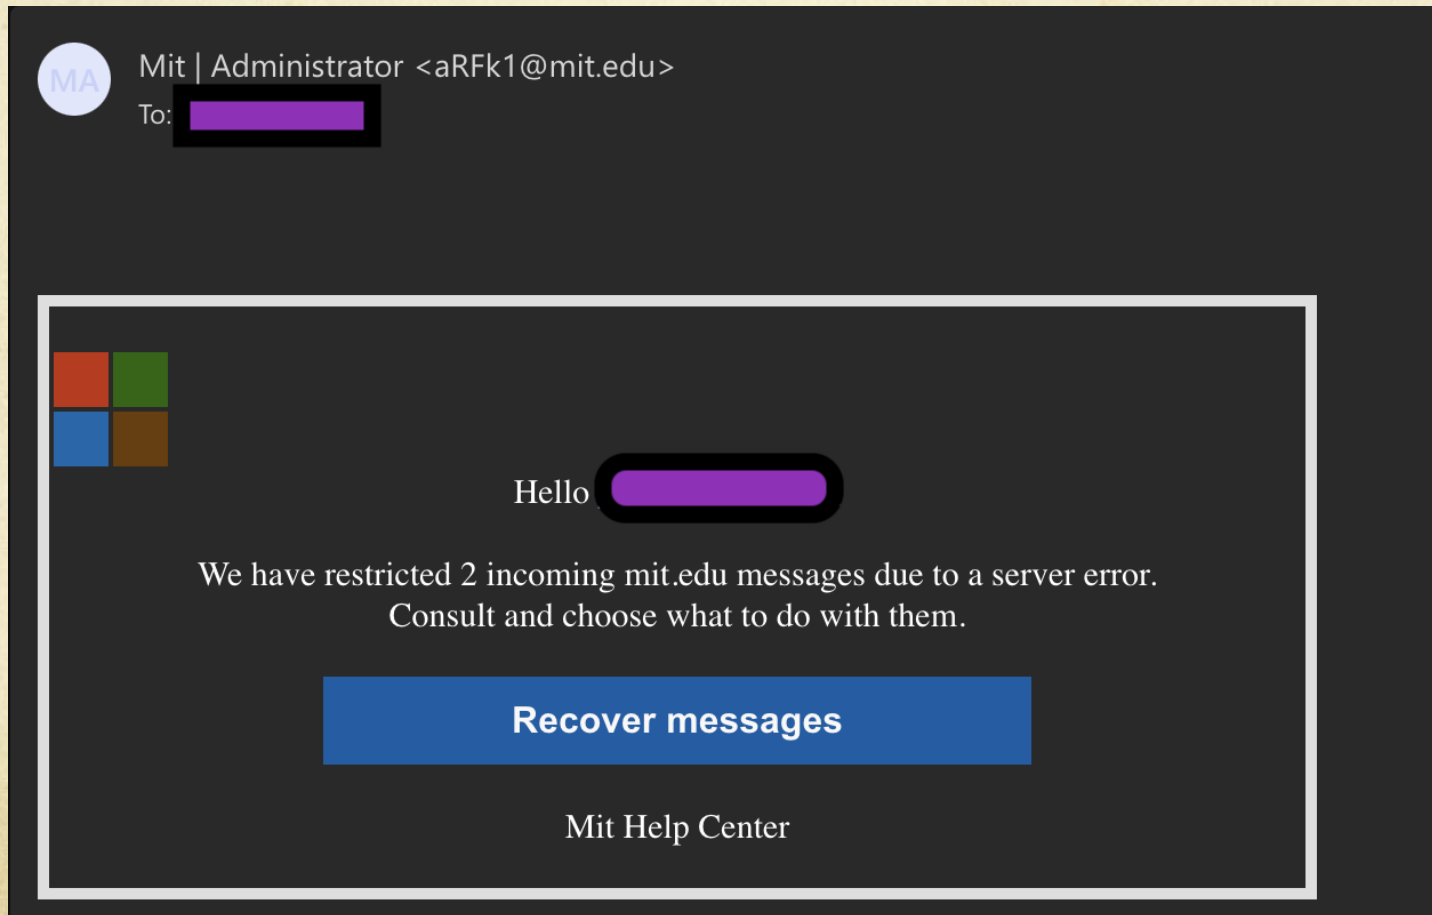 MA
Mit | Administrator <aRFk1@mit.edu>
To:
Hello
We have restricted 2 incoming mit.edu messages due to a server error.
Consult and choose what to do with them.
Recover messages
Mit Help Center